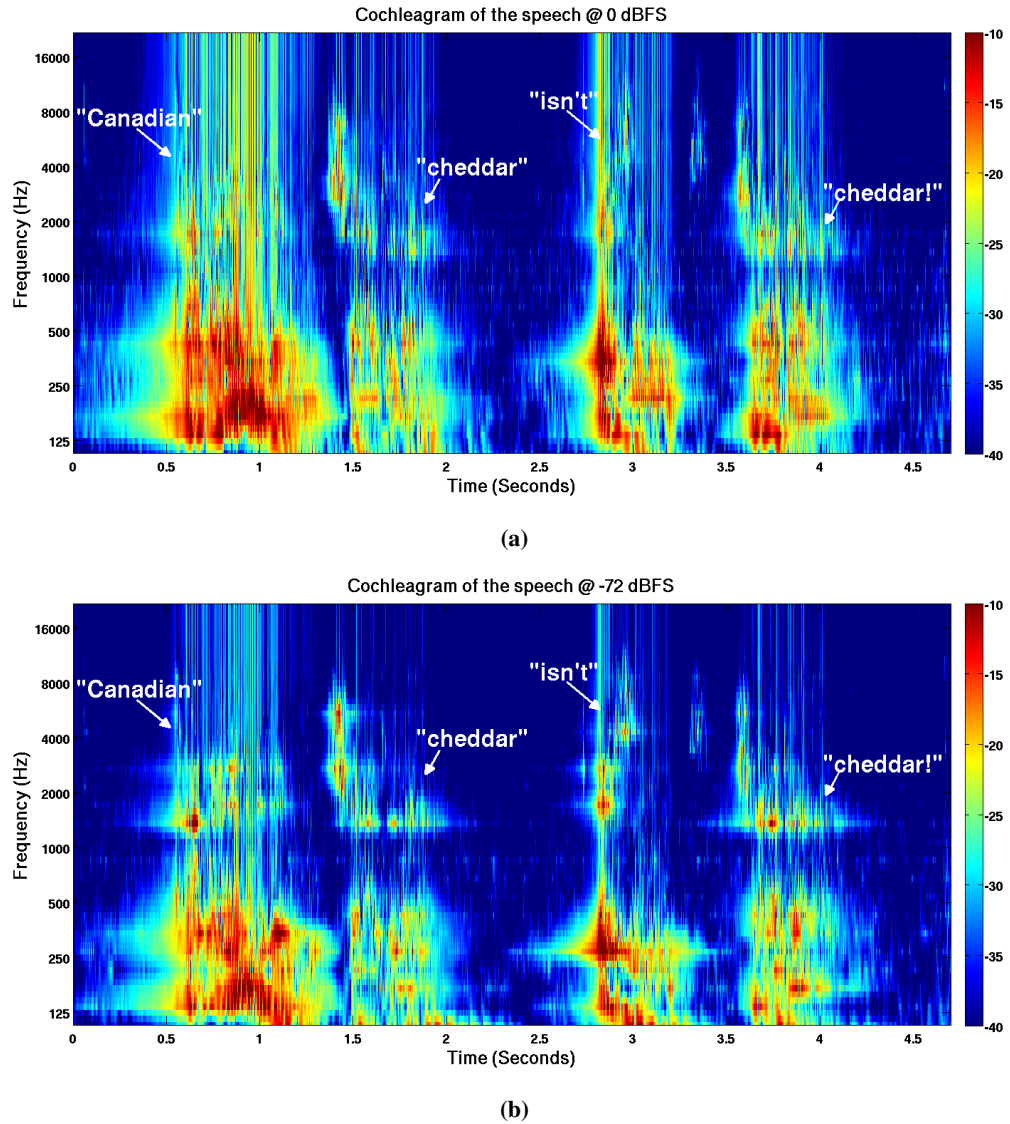 Cochleagram of the speech @ 0 dBFS
-10
16000
"isn't"
8000
"Canadian"
-15
"cheddar"
4000
"cheddar!"
-20
2000
-25
1000
Frequency (Hz)
500
-30
250
-35
125
-40
0 0.5 1 1.5 2 2.5 3 3.5 4 4.5
Time (Seconds)
(a)
Cochleagram of the speech @ -72 dBFS
-10
16000
"isn't"
8000
"Canadian"
-15
"cheddar"
4000
"cheddar!"
-20
2000
-25
1000
Frequency (Hz)
500
-30
250
-35
125
-40
0 0.5 1 1.5 2 2.5 3 3.5 4 4.5
Time (Seconds)
(b)